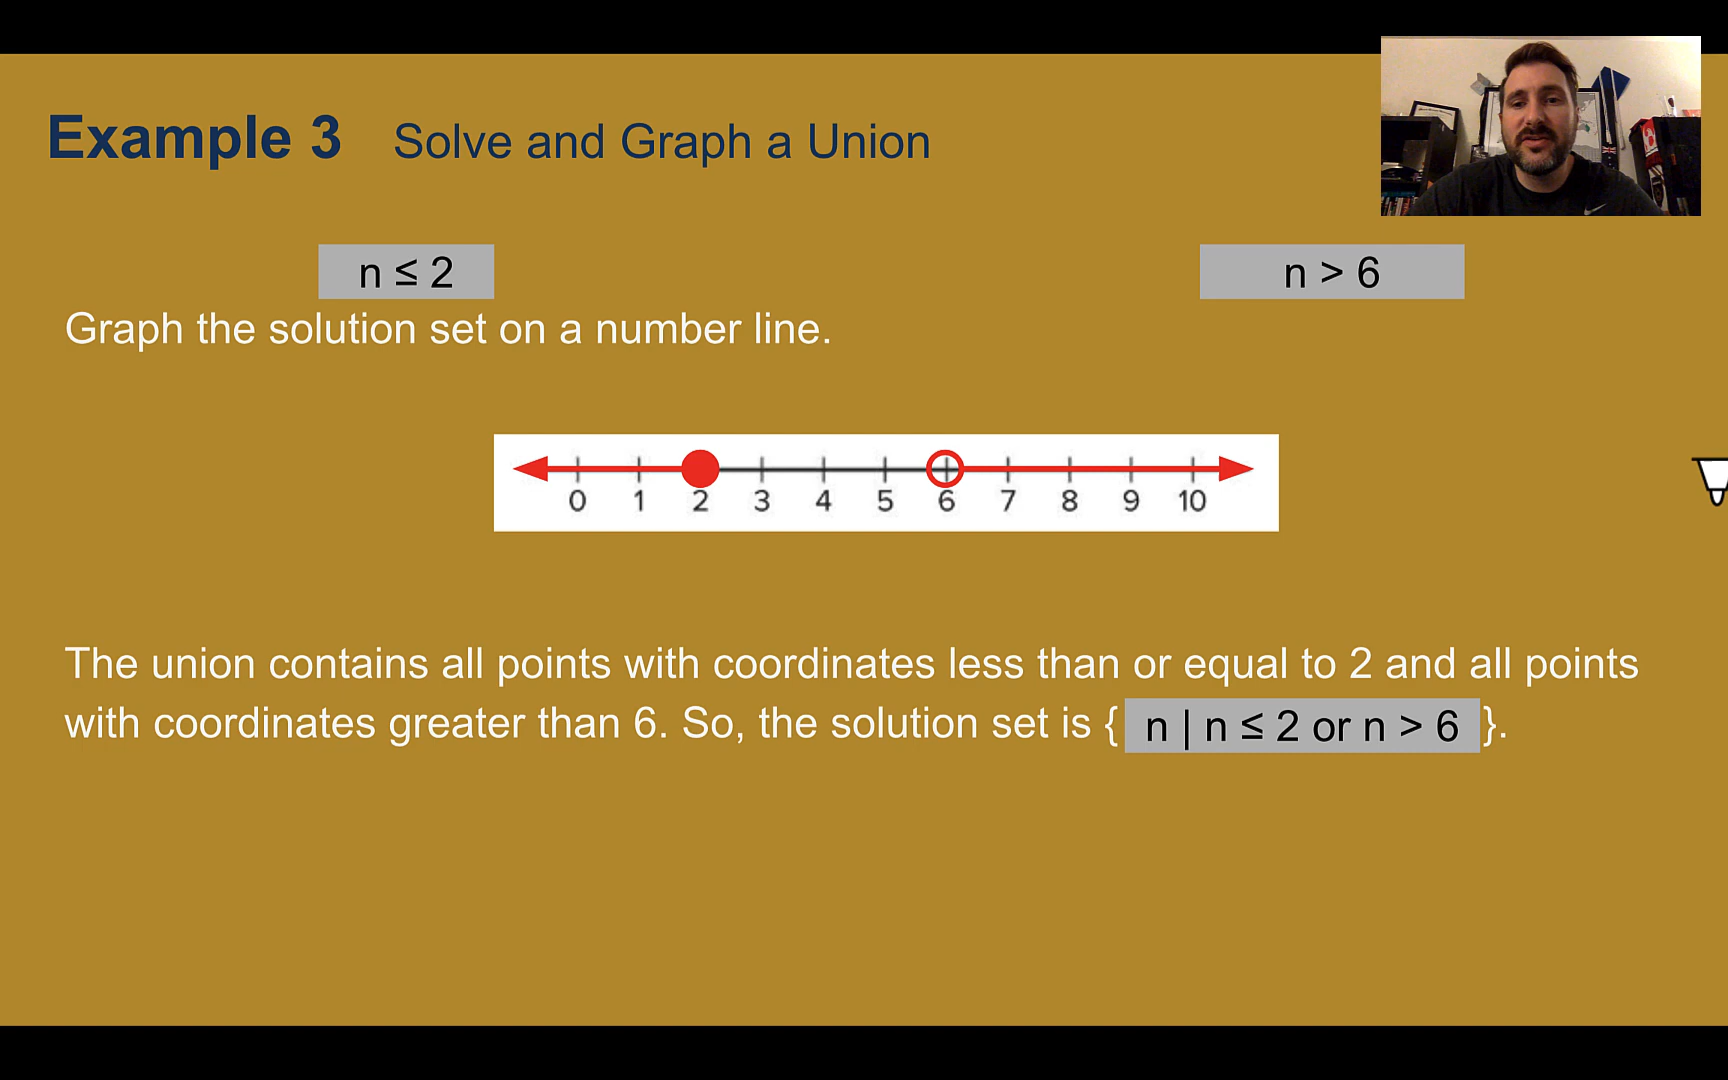 Example 3 Solve and Graph a Union
n ≤ 2 n > 6
Graph the solution set on a number line.
0 1 2 3 4 5 6 7 8 9 10
The union contains all points with coordinates less than or equal to 2 and all points
with coordinates greater than 6. So, the solution set is { n | n ≤ 2 or n > 6 }.